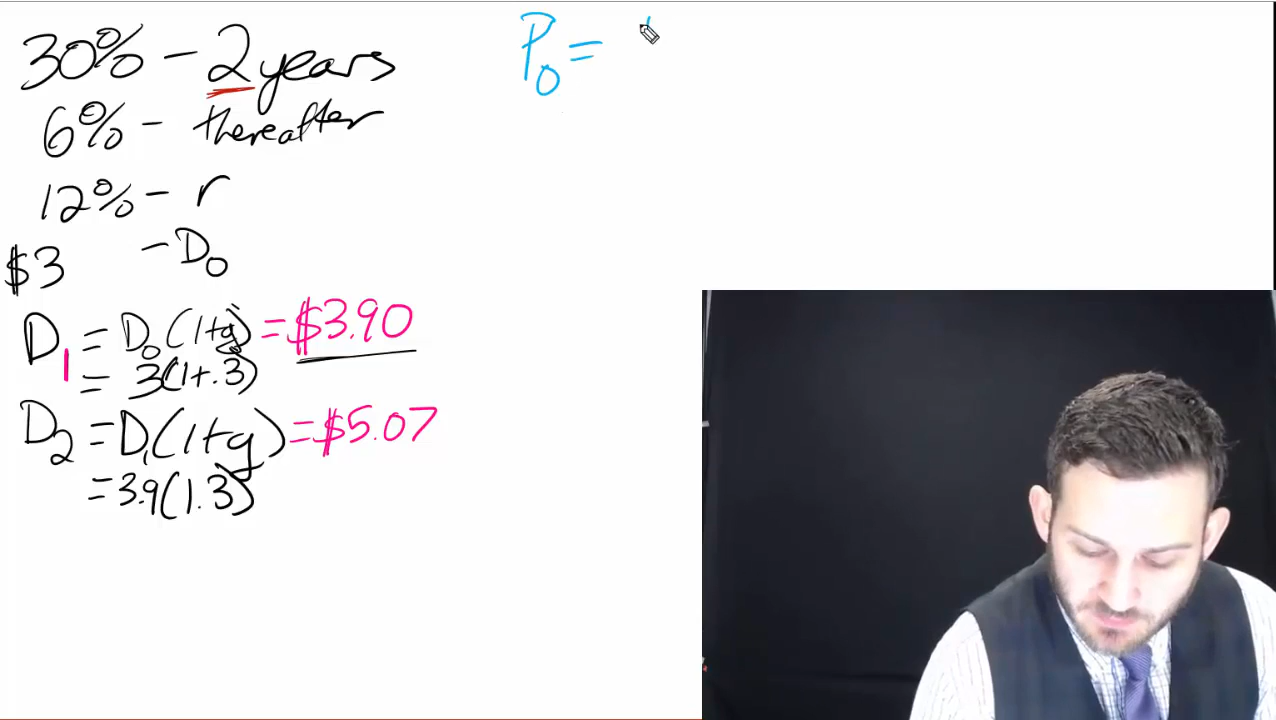 30% - 2 years
6% - thereafter
12% - r
$3 - D₀
D₁ = D₀(1+g) = $3.90
= 3(1+.3)
D₂ = D₁(1+g) = $5.07
= 3.9(1.3)
P₀ =